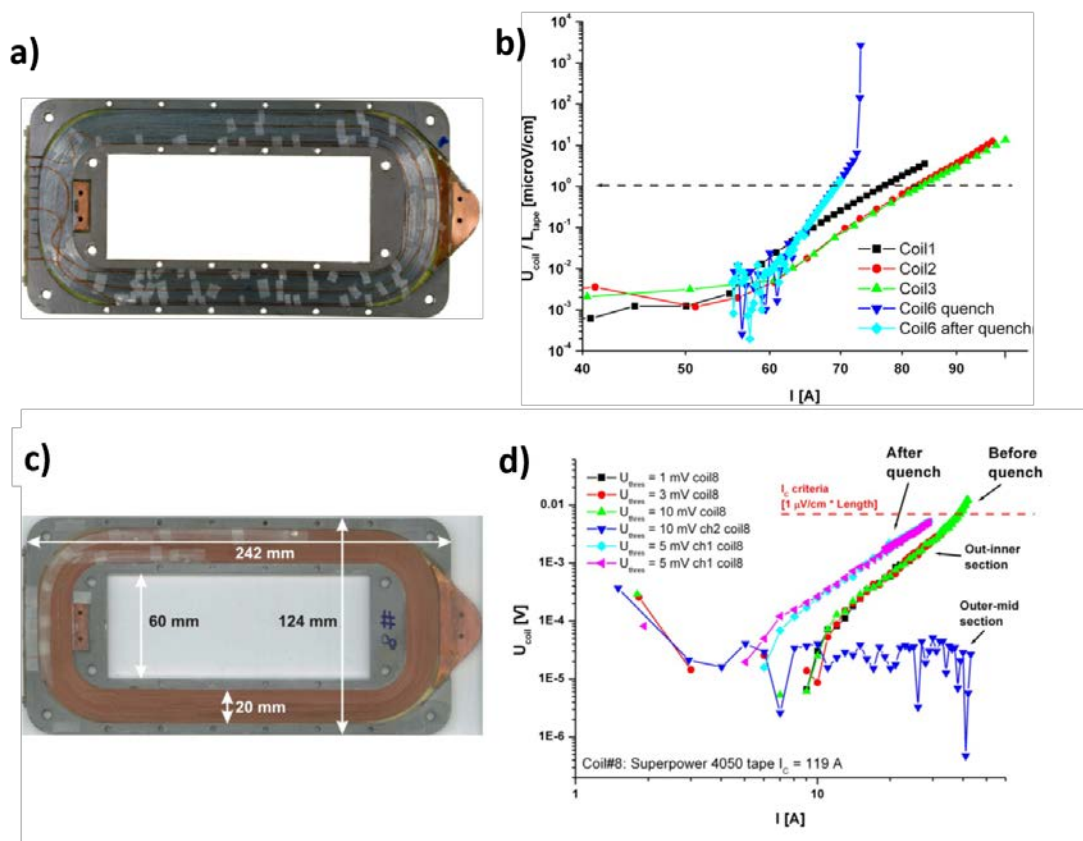 a)
b)
10⁵
10⁴
10³
10²
10¹
10⁰
10⁻¹
10⁻²
10⁻³
10⁻⁴
U_coil / L_tape [microV/cm]
Coil1
Coil2
Coil3
Coil6 quench
Coil6 after quench
40 50 60 70 80 90
I [A]
c)
242 mm
60 mm
124 mm
20 mm
#8
d)
U_thres = 1 mV coil8
U_thres = 3 mV coil8
U_thres = 10 mV coil8
U_thres = 10 mV ch2 coil8
U_thres = 5 mV ch1 coil8
U_thres = 5 mV ch1 coil8
After
quench
Before
quench
I_C criteria
[1 µV/cm * Length]
Out-inner
section
Outer-mid
section
0.01
1E-3
1E-4
1E-5
1E-6
U_coil [V]
Coil#8: Superpower 4050 tape I_C = 119 A
1 10
I [A]